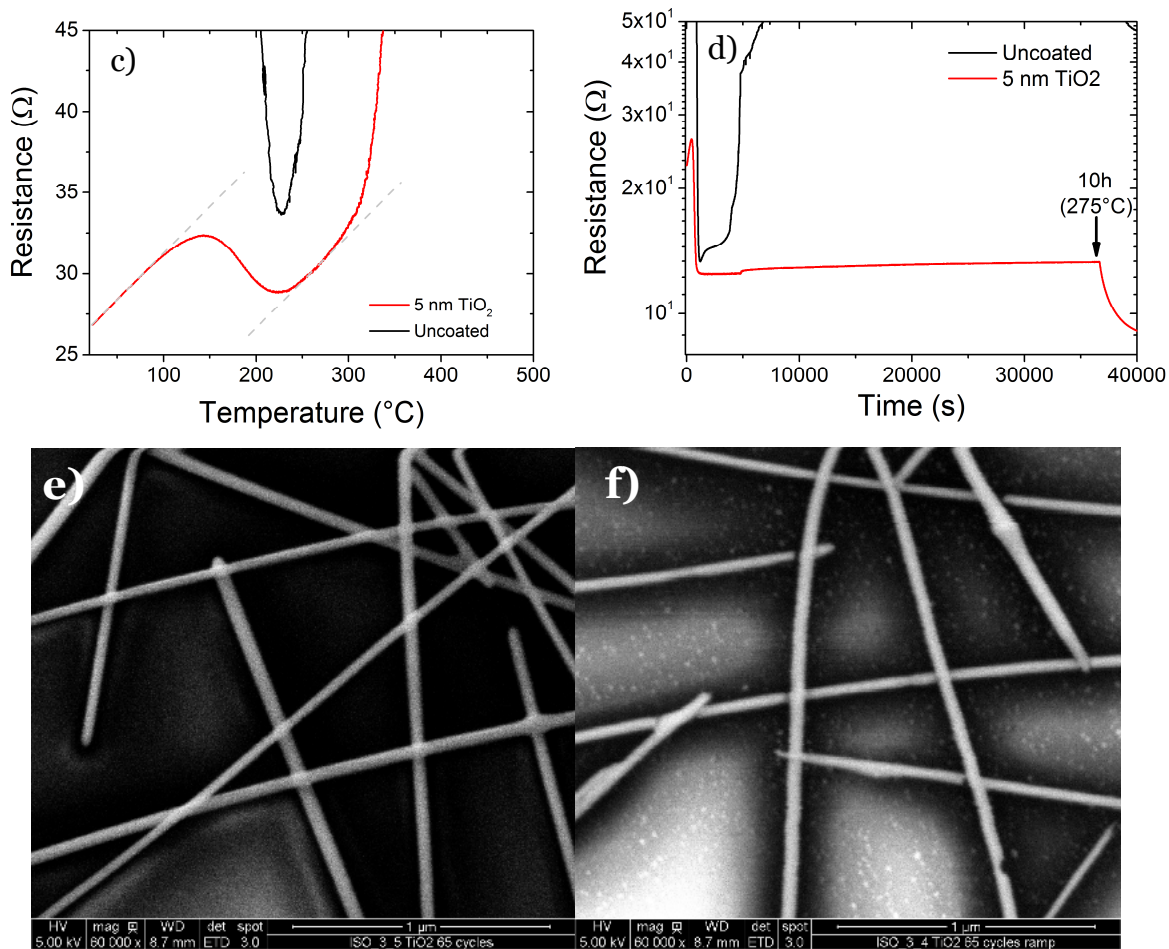 c)
45
40
35
30
25
Resistance (Ω)
100
200
300
400
500
Temperature (°C)
5 nm TiO₂
Uncoated
d)
5x10¹
4x10¹
3x10¹
2x10¹
10¹
Resistance (Ω)
Uncoated
5 nm TiO2
10h
(275°C)
0
10000
20000
30000
40000
Time (s)
e)
HV mag WD det spot 1 µm
5.00 kV 60 000 x 8.7 mm ETD 3.0 ISO_3_5 TiO2 65 cycles
f)
HV mag WD det spot 1 µm
5.00 kV 60 000 x 8.7 mm ETD 3.0 ISO_3_4 TiO2 65 cycles ramp